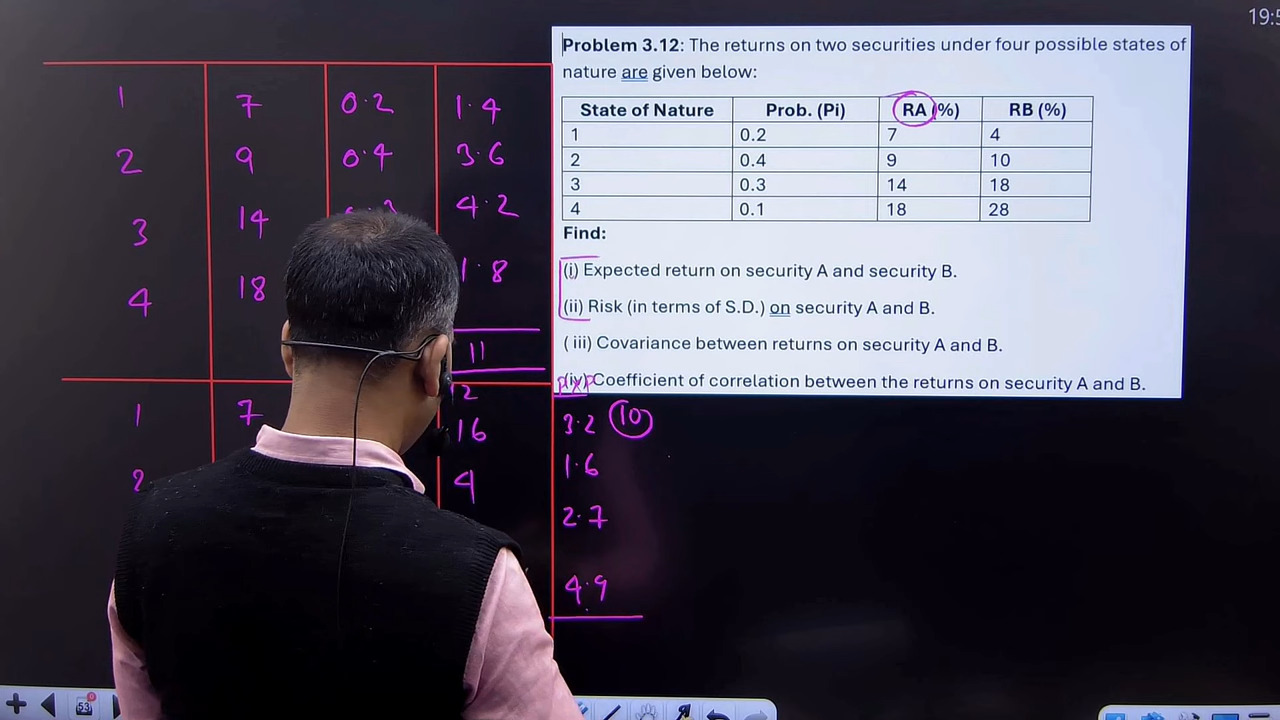 19:5
Problem 3.12: The returns on two securities under four possible states of
nature are given below:
State of Nature Prob. (Pi) RA (%) RB (%)
1 0.2 7 4
2 0.4 9 10
3 0.3 14 18
4 0.1 18 28
Find:
(i) Expected return on security A and security B.
(ii) Risk (in terms of S.D.) on security A and B.
( iii) Covariance between returns on security A and B.
(iv) Coefficient of correlation between the returns on security A and B.
1 7 0.2 1.4
2 9 0.4 3.6
3 14 4.2
4 18 1.8
11
1 7 16 3.2 10
2 4 1.6
2.7
4.9
53